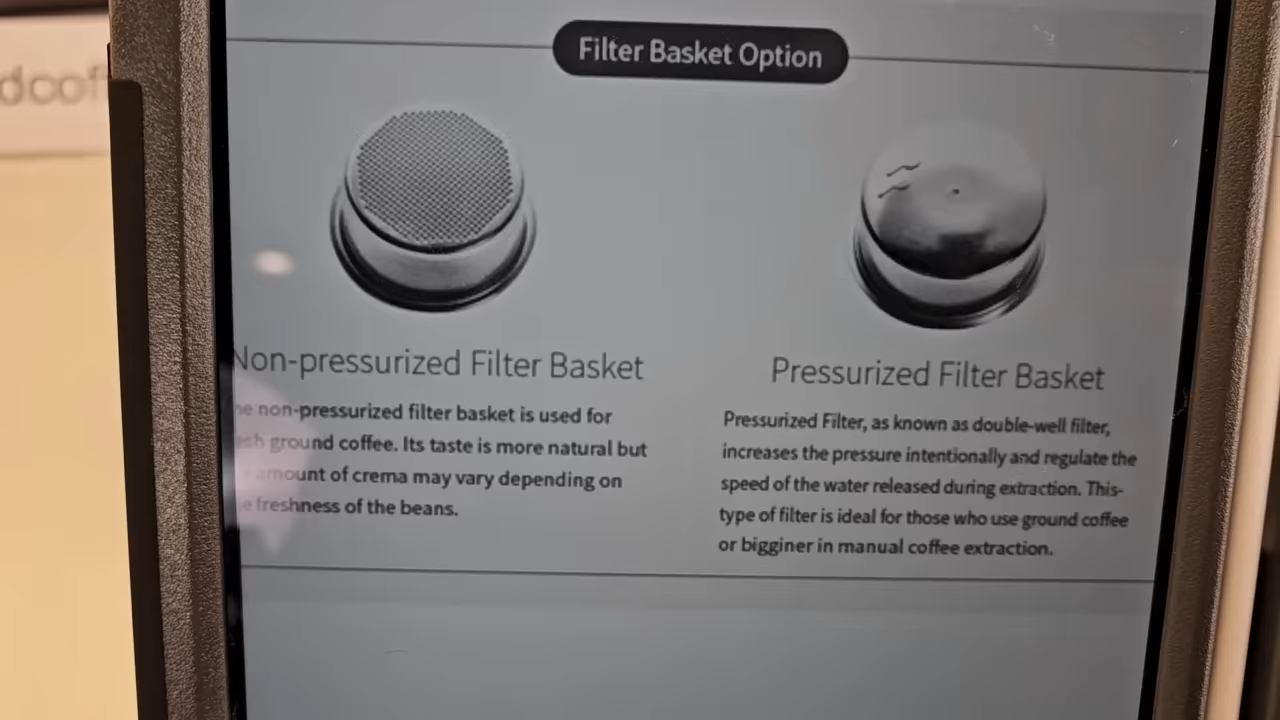 dcof
Filter Basket Option
Non-pressurized Filter Basket
non-pressurized filter basket is used for
ground coffee. Its taste is more natural but
amount of crema may vary depending on
freshness of the beans.
Pressurized Filter Basket
Pressurized Filter, as known as double-well filter,
increases the pressure intentionally and regulate the
speed of the water released during extraction. This-
type of filter is ideal for those who use ground coffee
or bigginer in manual coffee extraction.